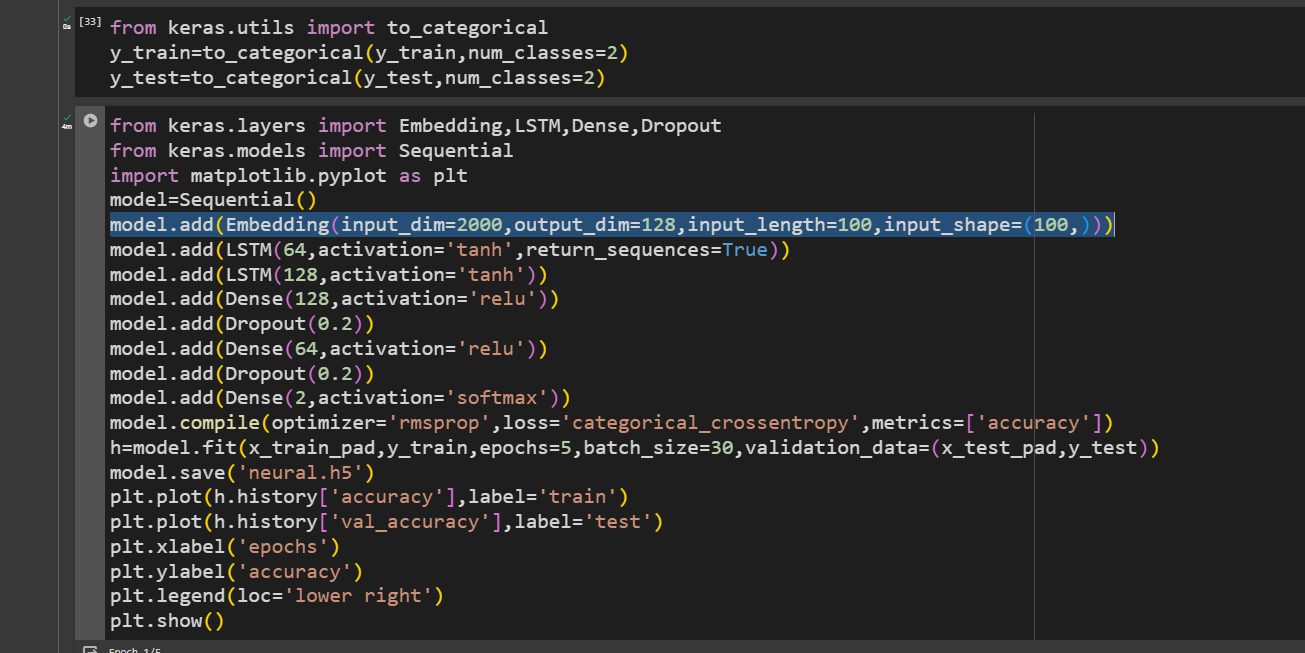 [33] from keras.utils import to_categorical
0s
y_train=to_categorical(y_train,num_classes=2)
y_test=to_categorical(y_test,num_classes=2)
4m
from keras.layers import Embedding,LSTM,Dense,Dropout
from keras.models import Sequential
import matplotlib.pyplot as plt
model=Sequential()
model.add(Embedding(input_dim=2000,output_dim=128,input_length=100,input_shape=(100,)))
model.add(LSTM(64,activation='tanh',return_sequences=True))
model.add(LSTM(128,activation='tanh'))
model.add(Dense(128,activation='relu'))
model.add(Dropout(0.2))
model.add(Dense(64,activation='relu'))
model.add(Dropout(0.2))
model.add(Dense(2,activation='softmax'))
model.compile(optimizer='rmsprop',loss='categorical_crossentropy',metrics=['accuracy'])
h=model.fit(x_train_pad,y_train,epochs=5,batch_size=30,validation_data=(x_test_pad,y_test))
model.save('neural.h5')
plt.plot(h.history['accuracy'],label='train')
plt.plot(h.history['val_accuracy'],label='test')
plt.xlabel('epochs')
plt.ylabel('accuracy')
plt.legend(loc='lower right')
plt.show()
Epoch 1/5